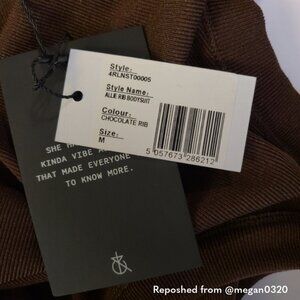 Style:
4RLNST00005
Style Name:
ALLIE RIB BODYSUIT
Colour:
CHOCOLATE RIB
Size:
M
5 057673 286212
SHE
KINDA VIBE
THAT MADE EVERYONE
TO KNOW MORE.
Reposhed from @megan0320